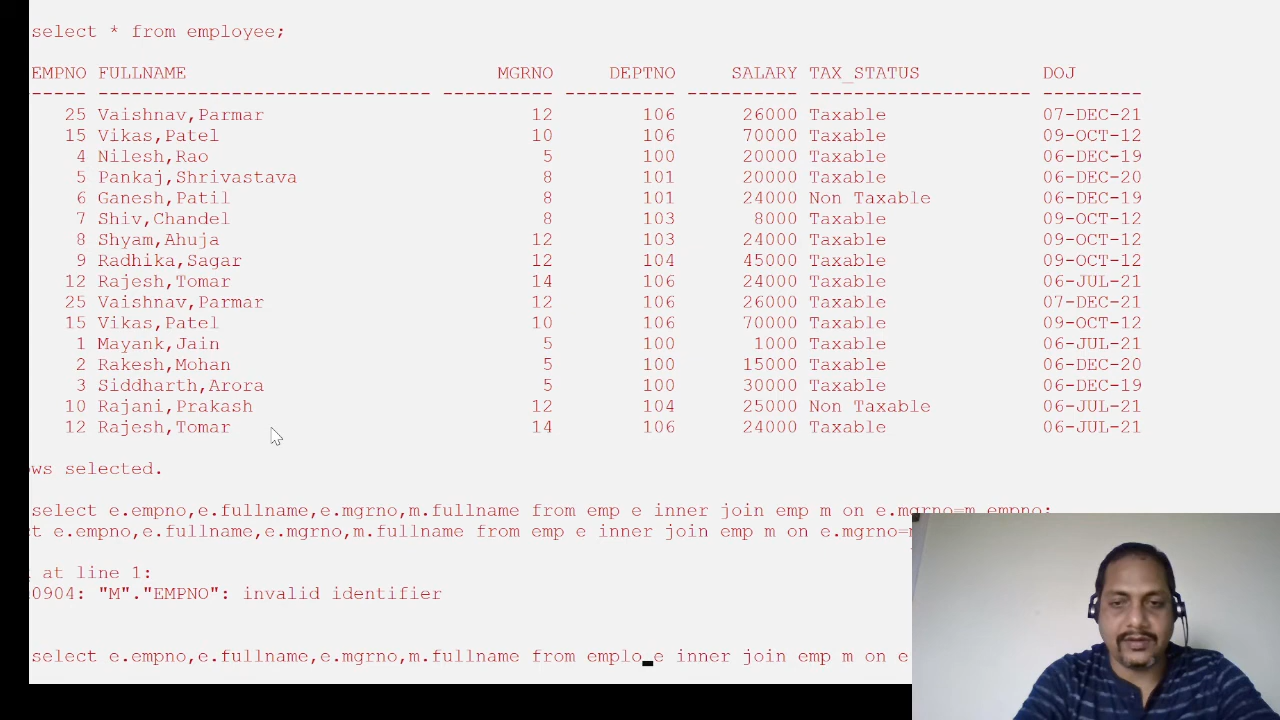 select * from employee;
EMPNO FULLNAME MGRNO DEPTNO SALARY TAX_STATUS DOJ
----- ------------------------------ ---------- ---------- ---------- -------------------- ---------
25 Vaishnav,Parmar 12 106 26000 Taxable 07-DEC-21
15 Vikas,Patel 10 106 70000 Taxable 09-OCT-12
4 Nilesh,Rao 5 100 20000 Taxable 06-DEC-19
5 Pankaj,Shrivastava 8 101 20000 Taxable 06-DEC-20
6 Ganesh,Patil 8 101 24000 Non Taxable 06-DEC-19
7 Shiv,Chandel 8 103 8000 Taxable 09-OCT-12
8 Shyam,Ahuja 12 103 24000 Taxable 09-OCT-12
9 Radhika,Sagar 12 104 45000 Taxable 09-OCT-12
12 Rajesh,Tomar 14 106 24000 Taxable 06-JUL-21
25 Vaishnav,Parmar 12 106 26000 Taxable 07-DEC-21
15 Vikas,Patel 10 106 70000 Taxable 09-OCT-12
1 Mayank,Jain 5 100 1000 Taxable 06-JUL-21
2 Rakesh,Mohan 5 100 15000 Taxable 06-DEC-20
3 Siddharth,Arora 5 100 30000 Taxable 06-DEC-19
10 Rajani,Prakash 12 104 25000 Non Taxable 06-JUL-21
12 Rajesh,Tomar 14 106 24000 Taxable 06-JUL-21
ws selected.
select e.empno,e.fullname,e.mgrno,m.fullname from emp e inner join emp m on e.mgrno=m.empno;
ct e.empno,e.fullname,e.mgrno,m.fullname from emp e inner join emp m on e.mgrno=
at line 1:
0904: "M"."EMPNO": invalid identifier
select e.empno,e.fullname,e.mgrno,m.fullname from emplo e inner join emp m on e